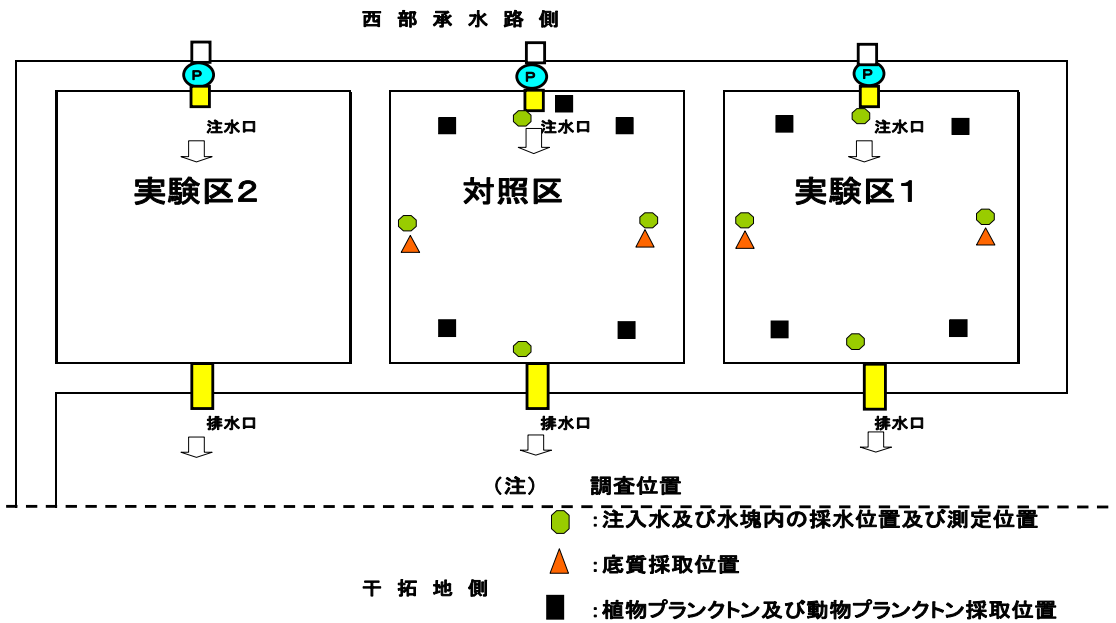 西部承水路側
P P P
注水口 注水口 注水口
実験区2 対照区 実験区1
排水口 排水口 排水口
(注) 調査位置
:注入水及び水塊内の採水位置及び測定位置
:底質採取位置
干拓地側
:植物プランクトン及び動物プランクトン採取位置